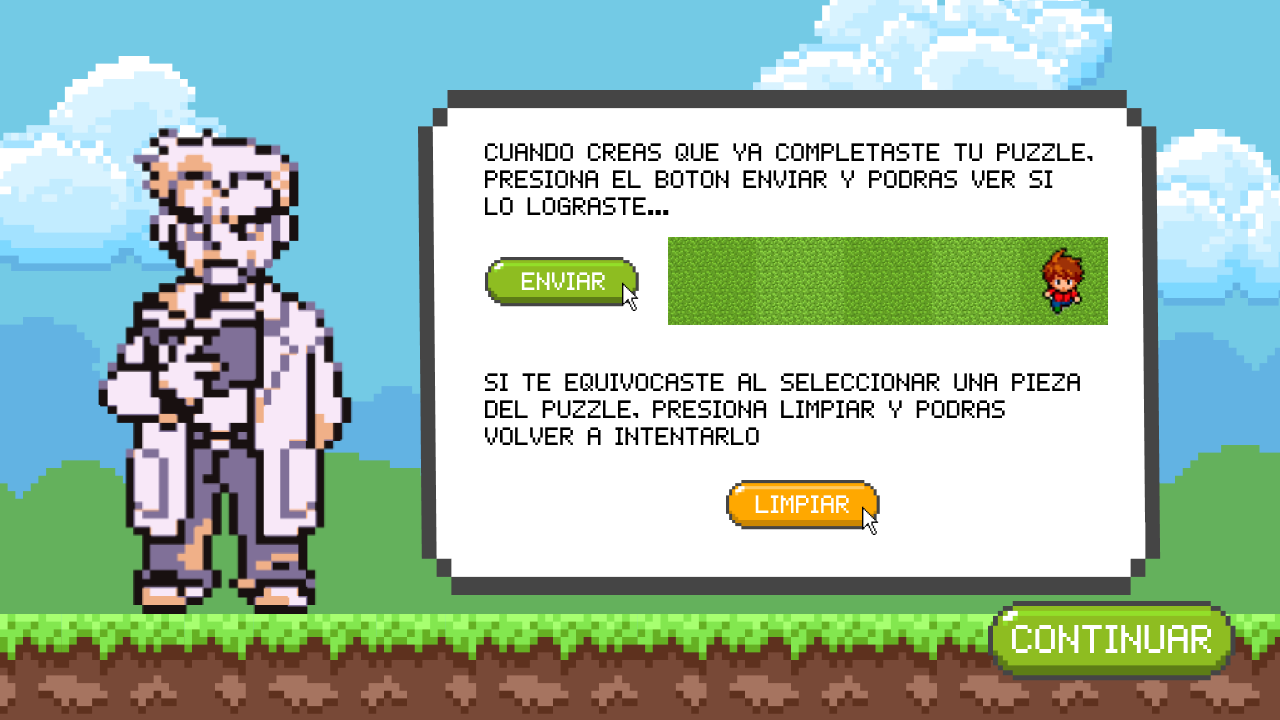 CUANDO CREAS QUE YA COMPLETASTE TU PUZZLE,
PRESIONA EL BOTON ENVIAR Y PODRAS VER SI
LO LOGRASTE...
ENVIAR
SI TE EQUIVOCASTE AL SELECCIONAR UNA PIEZA
DEL PUZZLE, PRESIONA LIMPIAR Y PODRAS
VOLVER A INTENTARLO
LIMPIAR
CONTINUAR